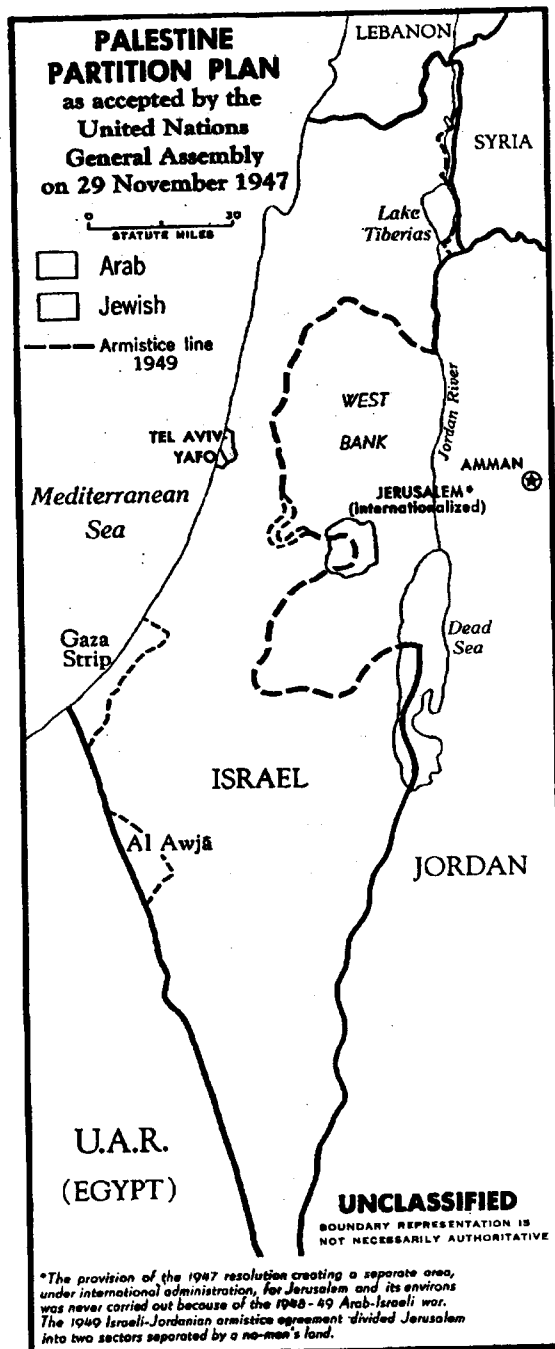 PALESTINE
PARTITION PLAN
as accepted by the
United Nations
General Assembly
on 29 November 1947
0 30
STATUTE MILES
Arab
Jewish
Armistice line
1949
LEBANON
SYRIA
Lake
Tiberias
WEST
BANK
Jordan River
TEL AVIV
YAFO
AMMAN
JERUSALEM*
(internationalized)
Mediterranean
Sea
Dead
Sea
Gaza
Strip
ISRAEL
Al Awjā
JORDAN
U.A.R.
(EGYPT)
UNCLASSIFIED
BOUNDARY REPRESENTATION IS
NOT NECESSARILY AUTHORITATIVE
*The provision of the 1947 resolution creating a separate area,
under international administration, for Jerusalem and its environs
was never carried out because of the 1948-49 Arab-Israeli war.
The 1949 Israeli-Jordanian armistice agreement divided Jerusalem
into two sectors separated by a no-men's land.